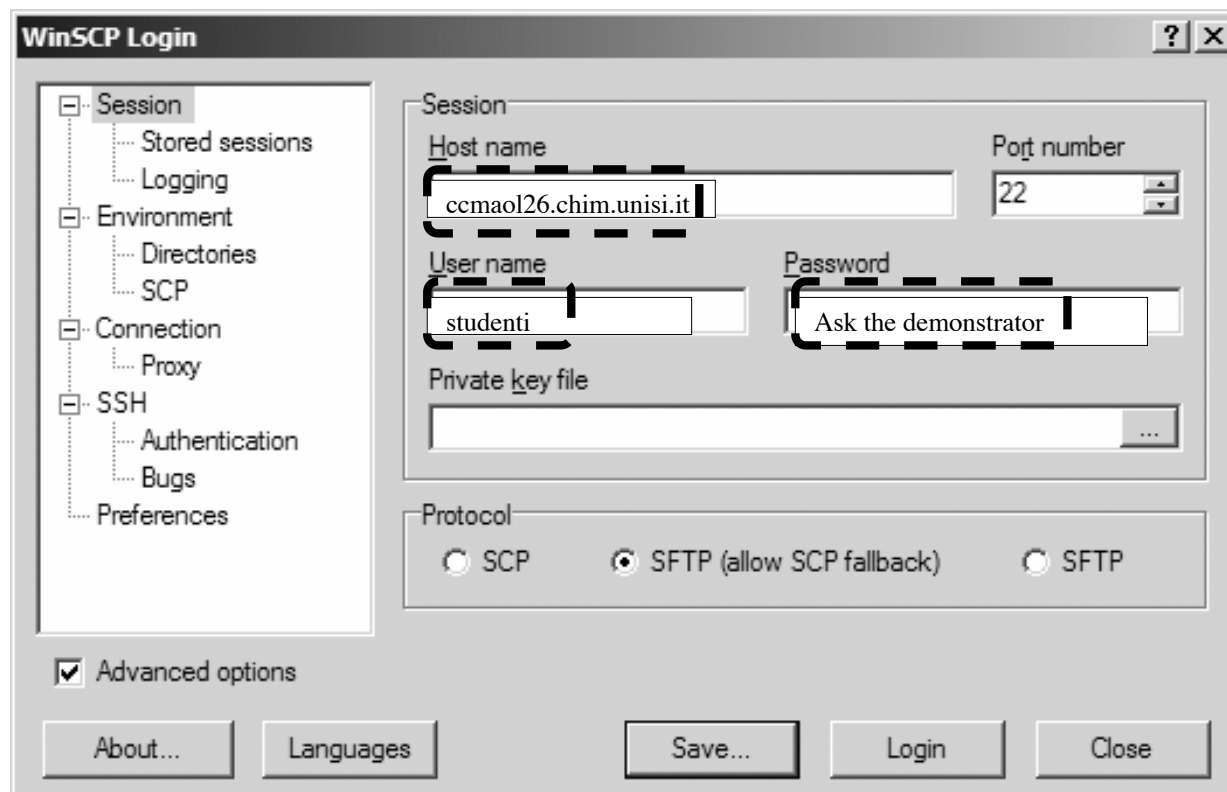 WinSCP Login
Session
Stored sessions
Logging
Environment
Directories
SCP
Connection
Proxy
SSH
Authentication
Bugs
Preferences
Session
Host name
Port number
ccmaol26.chim.unisi.it
22
User name
Password
studenti
Ask the demonstrator
Private key file
...
Protocol
SCP
SFTP (allow SCP fallback)
SFTP
Advanced options
About...
Languages
Save...
Login
Close